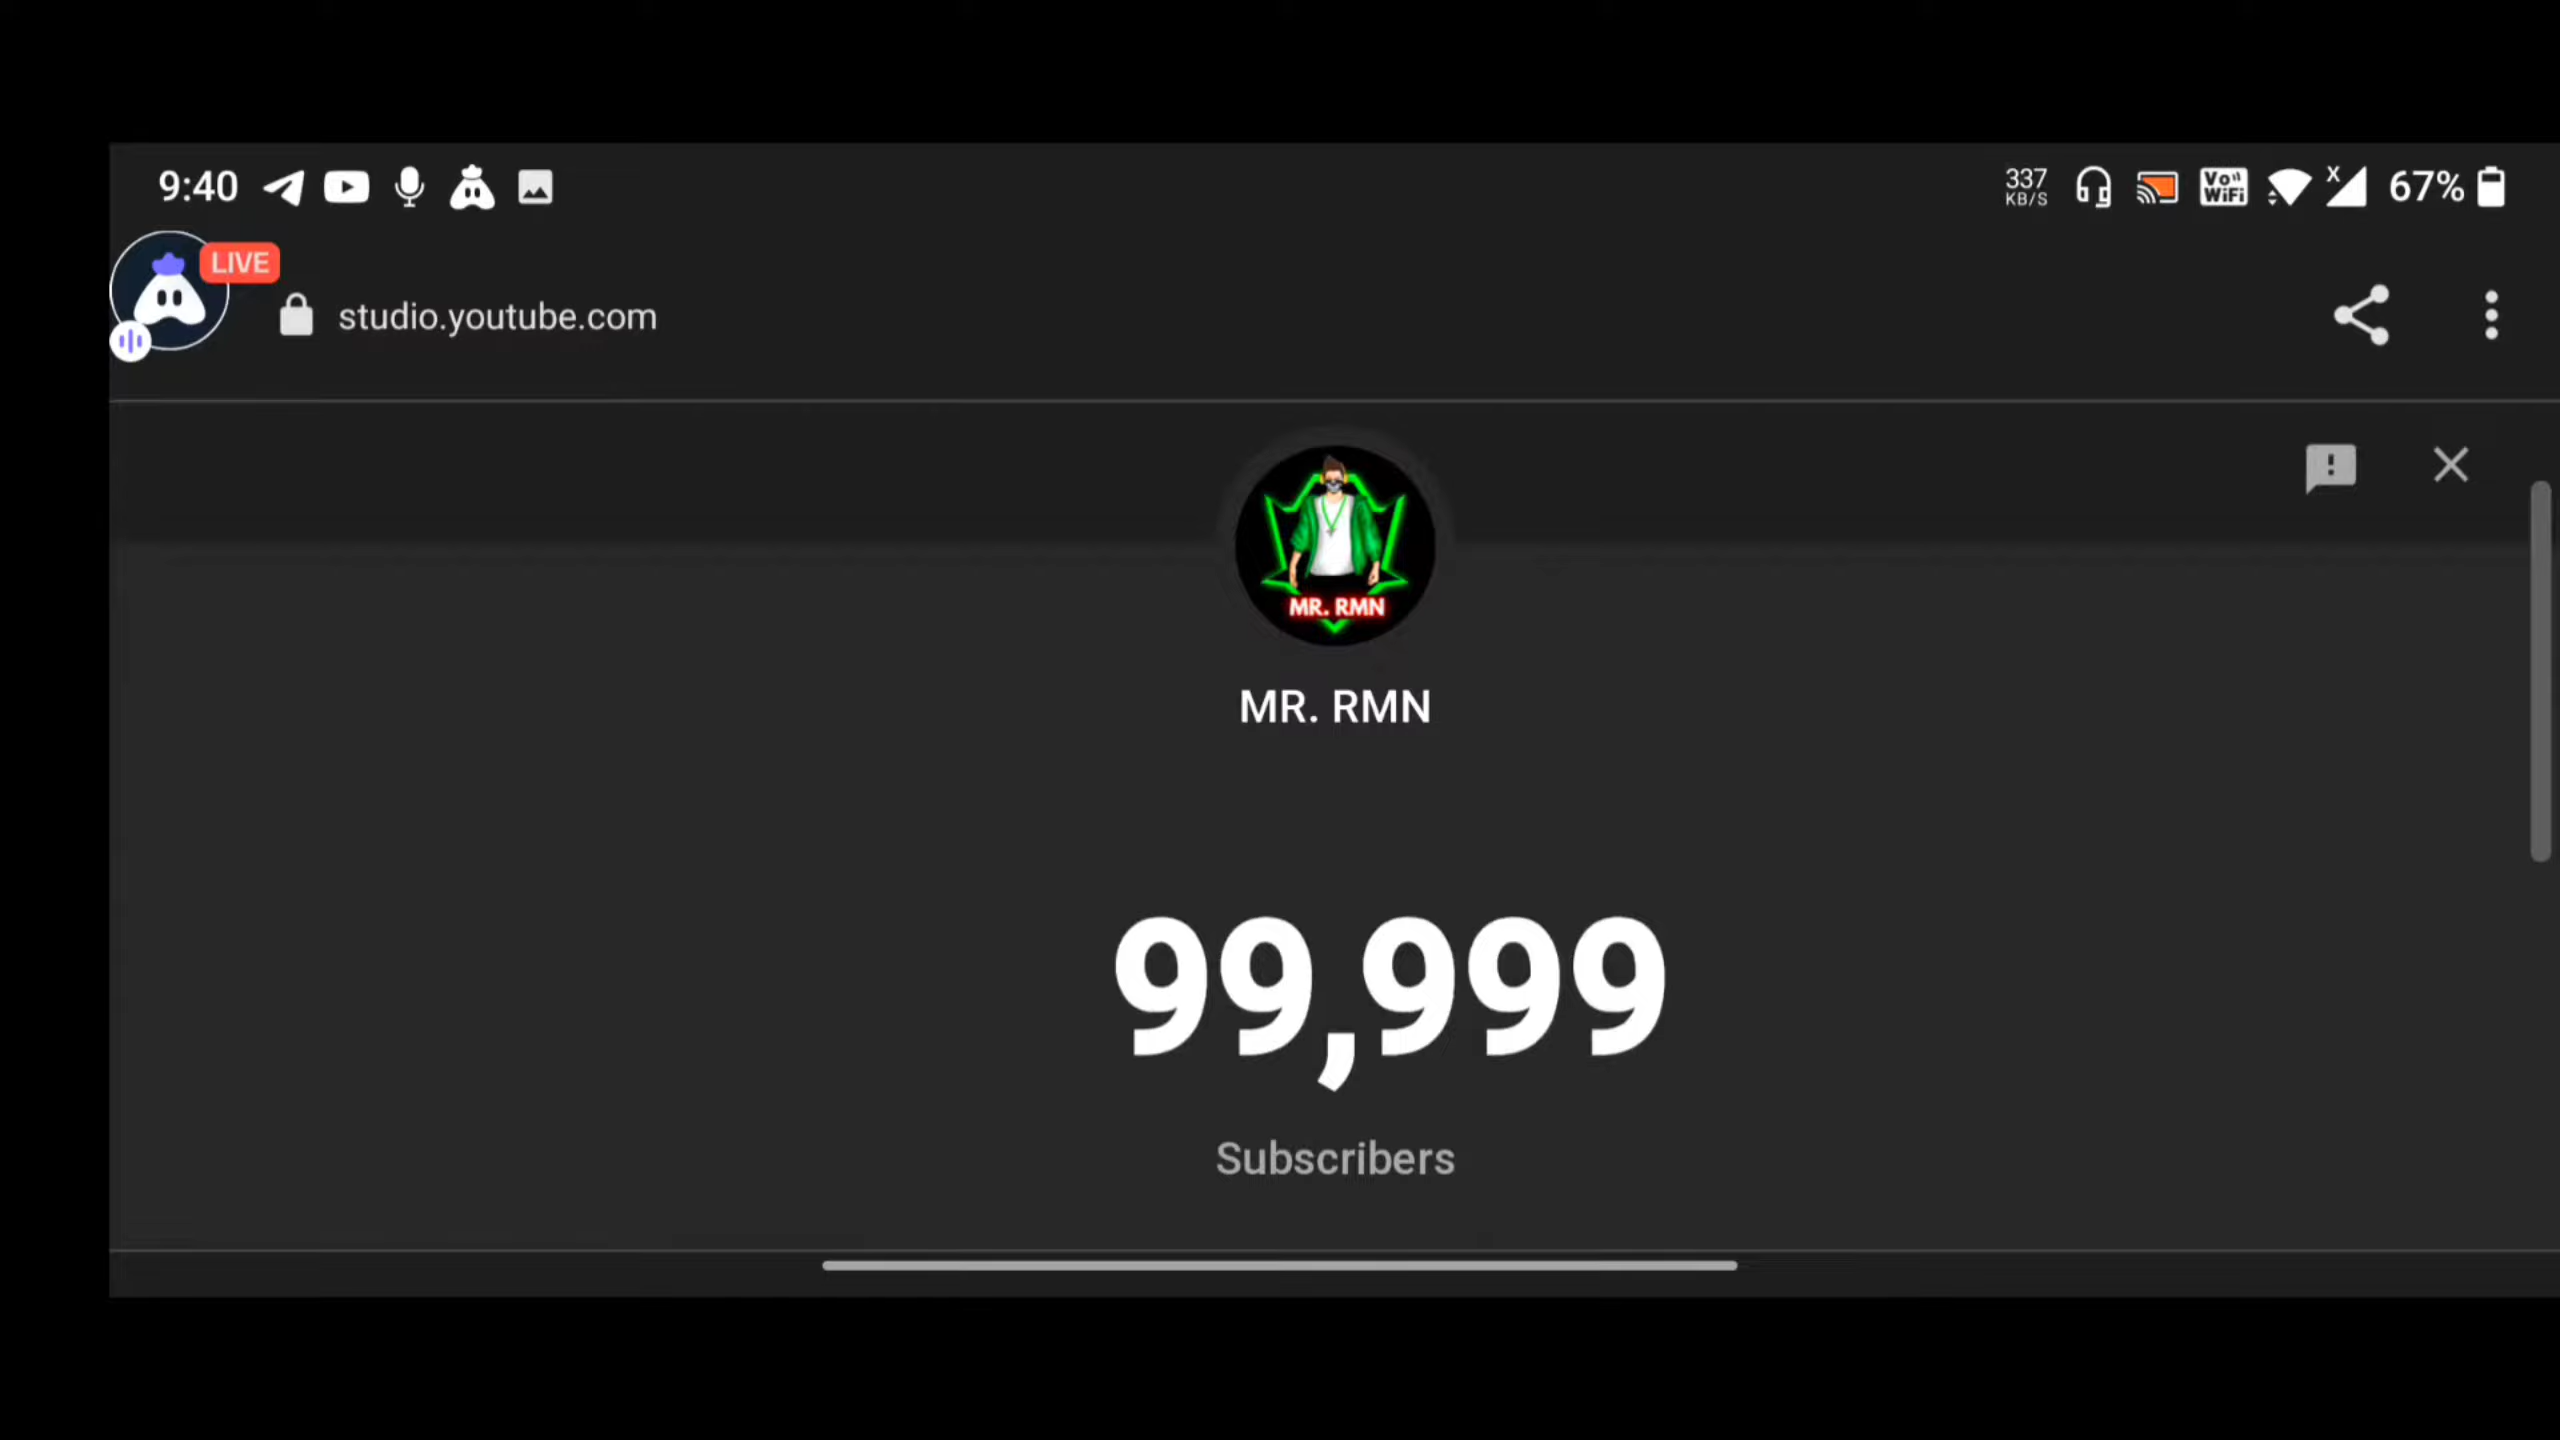 9:40
337
KB/S
Vo
WiFi
X
67%
LIVE
studio.youtube.com
MR. RMN
MR. RMN
99,999
Subscribers